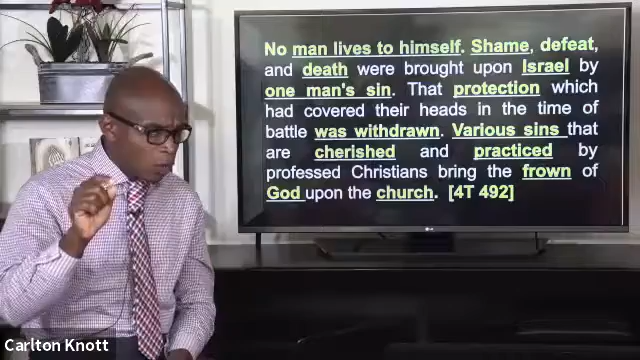 No man lives to himself. Shame, defeat,
and death were brought upon Israel by
one man's sin. That protection which
had covered their heads in the time of
battle was withdrawn. Various sins that
are cherished and practiced by
professed Christians bring the frown of
God upon the church. [4T 492]
LG
Carlton Knott